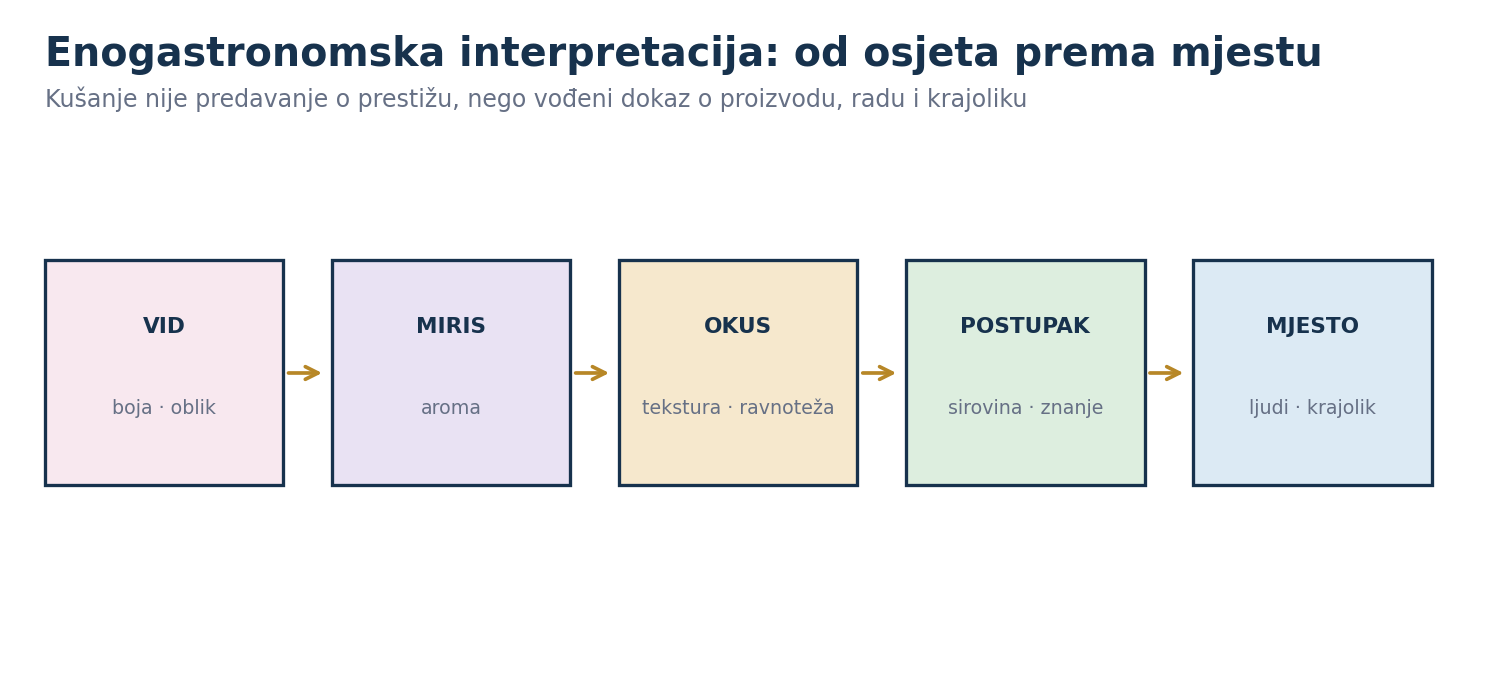 Enogastronomska interpretacija: od osjeta prema mjestu
Kušanje nije predavanje o prestižu, nego vođeni dokaz o proizvodu, radu i krajoliku
VID
boja · oblik
MIRIS
aroma
OKUS
tekstura · ravnoteža
POSTUPAK
sirovina · znanje
MJESTO
ljudi · krajolik